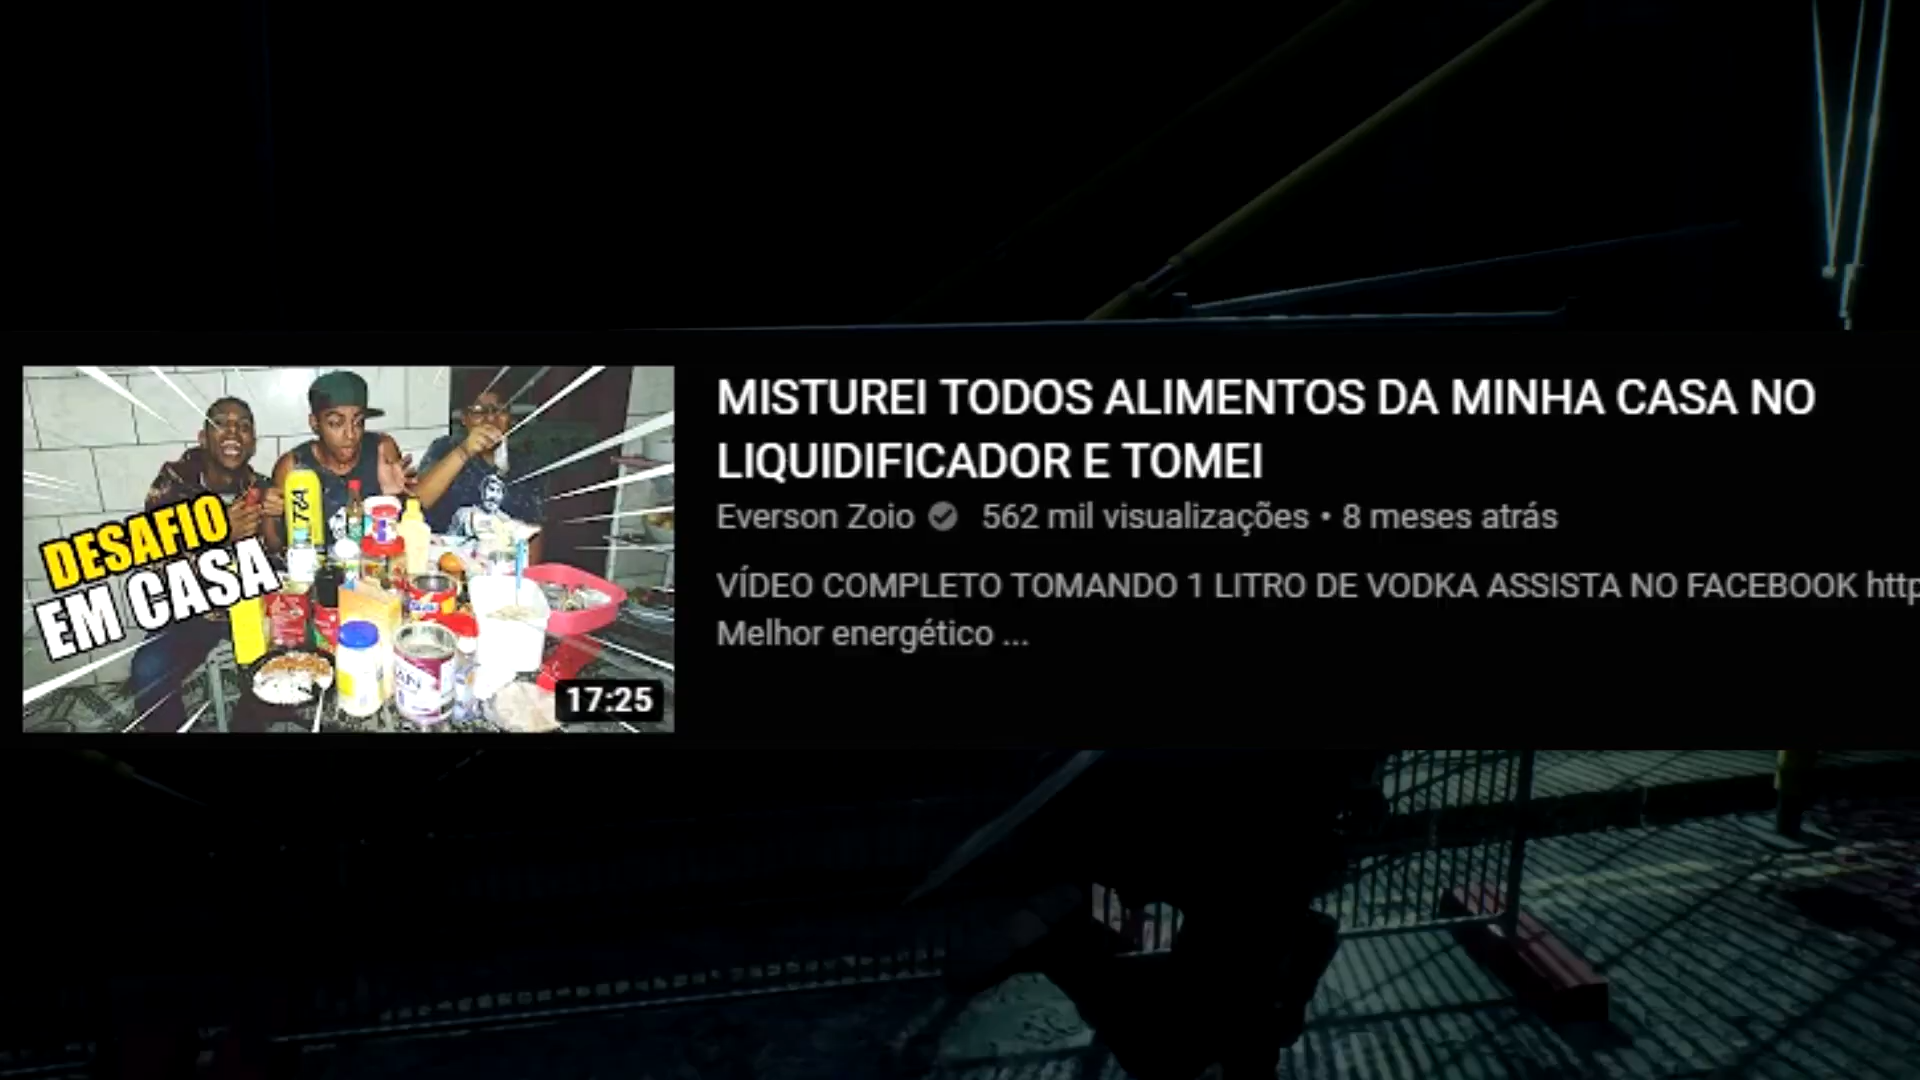 MISTUREI TODOS ALIMENTOS DA MINHA CASA NO
LIQUIDIFICADOR E TOMEI
Everson Zoio 562 mil visualizações • 8 meses atrás
VÍDEO COMPLETO TOMANDO 1 LITRO DE VODKA ASSISTA NO FACEBOOK http
Melhor energético ...
DESAFIO
EM CASA
17:25